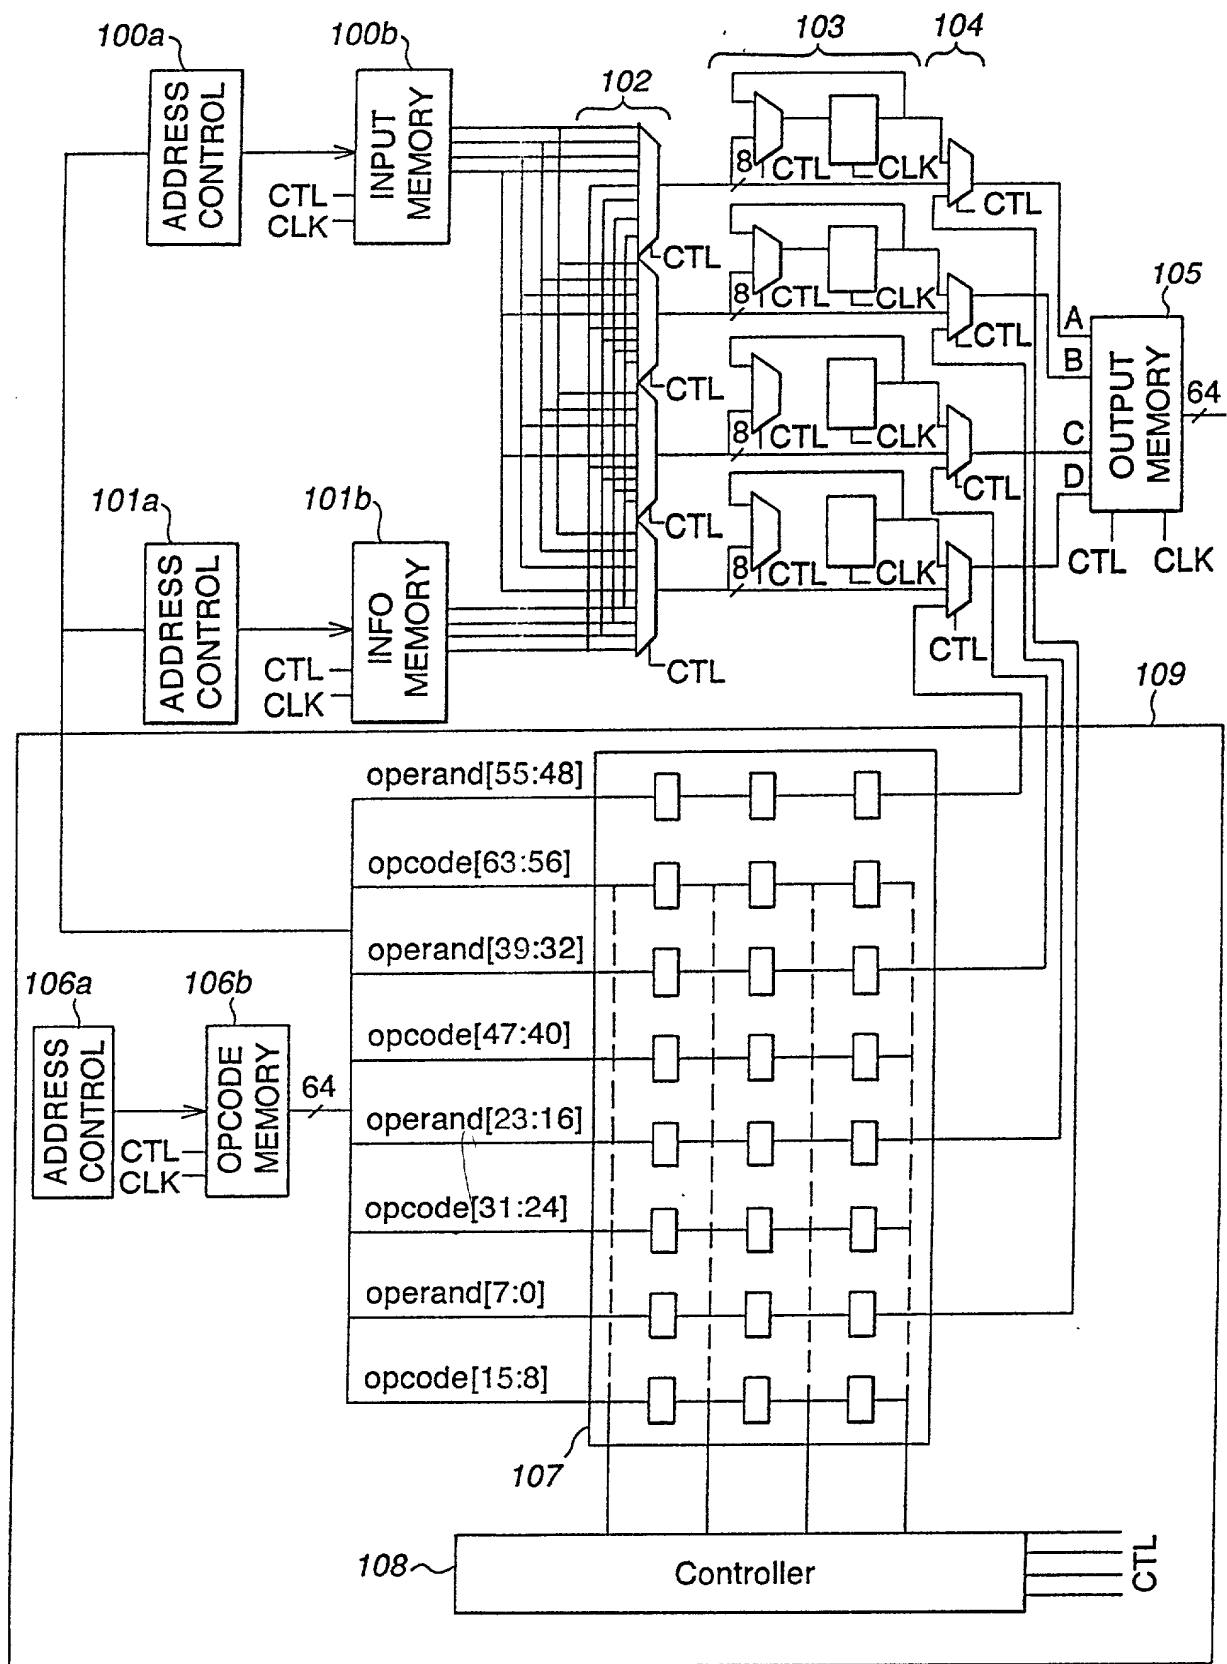 100a
100b
102
103
104
ADDRESS
CONTROL
INPUT
MEMORY
CTL
CLK
8
CTL
CLK
CTL
CTL
8
CTL
CLK
CTL
CTL
8
CTL
CLK
CTL
CTL
8
CTL
CLK
CTL
CTL
105
A
B
C
D
OUTPUT
MEMORY
64
CTL
CLK
101a
101b
ADDRESS
CONTROL
INFO
MEMORY
CTL
CLK
109
operand[55:48]
opcode[63:56]
operand[39:32]
opcode[47:40]
operand[23:16]
opcode[31:24]
operand[7:0]
opcode[15:8]
106a
106b
ADDRESS
CONTROL
OPCODE
MEMORY
CTL
CLK
64
107
108
Controller
CTL